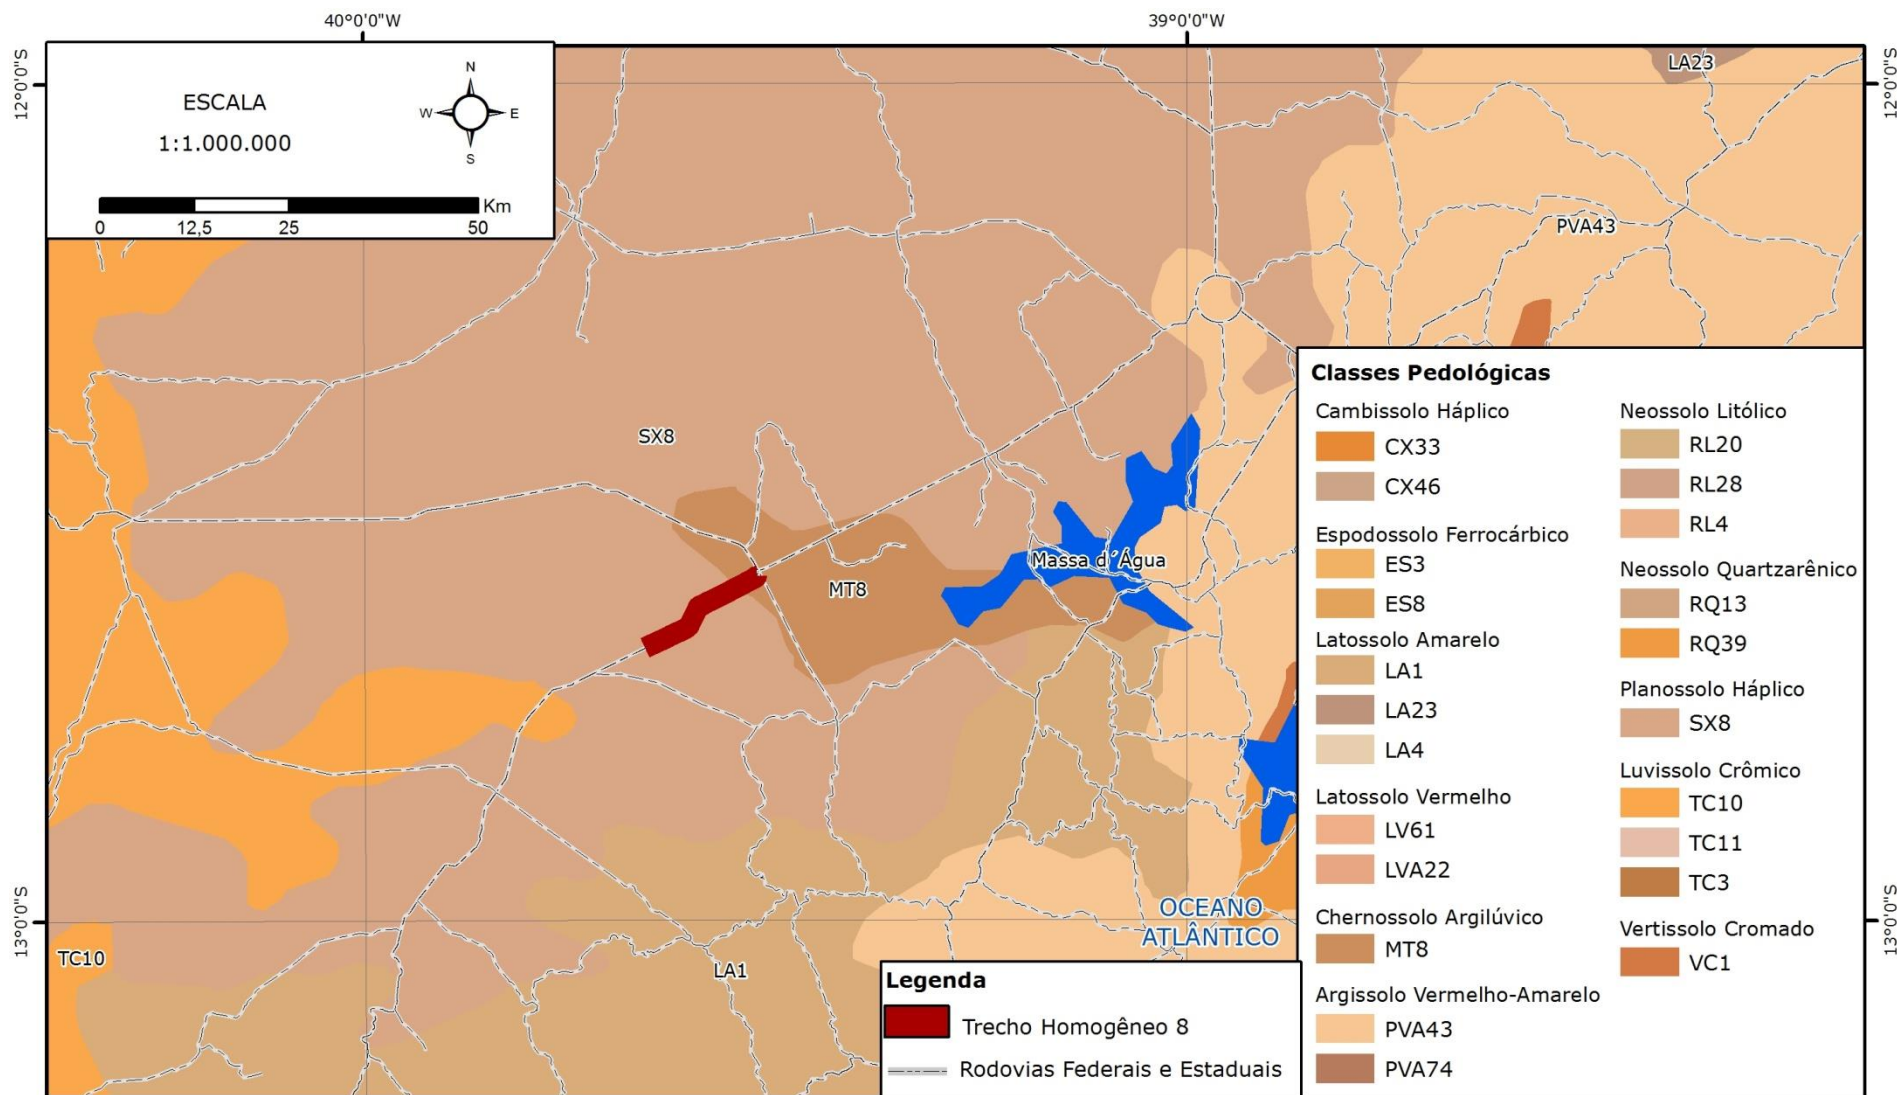 40°0'0"W
39°0'0"W
12°0'0"S
12°0'0"S
ESCALA
1:1.000.000
N
W
E
S
Km
0
12,5
25
50
LA23
PVA43
SX8
Massa d´Água
MT8
TC10
LA1
OCEANO
ATLÂNTICO
13°0'0"S
13°0'0"S
Legenda
Trecho Homogêneo 8
Rodovias Federais e Estaduais
Classes Pedológicas
Cambissolo Háplico
CX33
CX46
Espodossolo Ferrocárbico
ES3
ES8
Latossolo Amarelo
LA1
LA23
LA4
Latossolo Vermelho
LV61
LVA22
Chernossolo Argilúvico
MT8
Argissolo Vermelho-Amarelo
PVA43
PVA74
Neossolo Litólico
RL20
RL28
RL4
Neossolo Quartzarênico
RQ13
RQ39
Planossolo Háplico
SX8
Luvissolo Crômico
TC10
TC11
TC3
Vertissolo Cromado
VC1